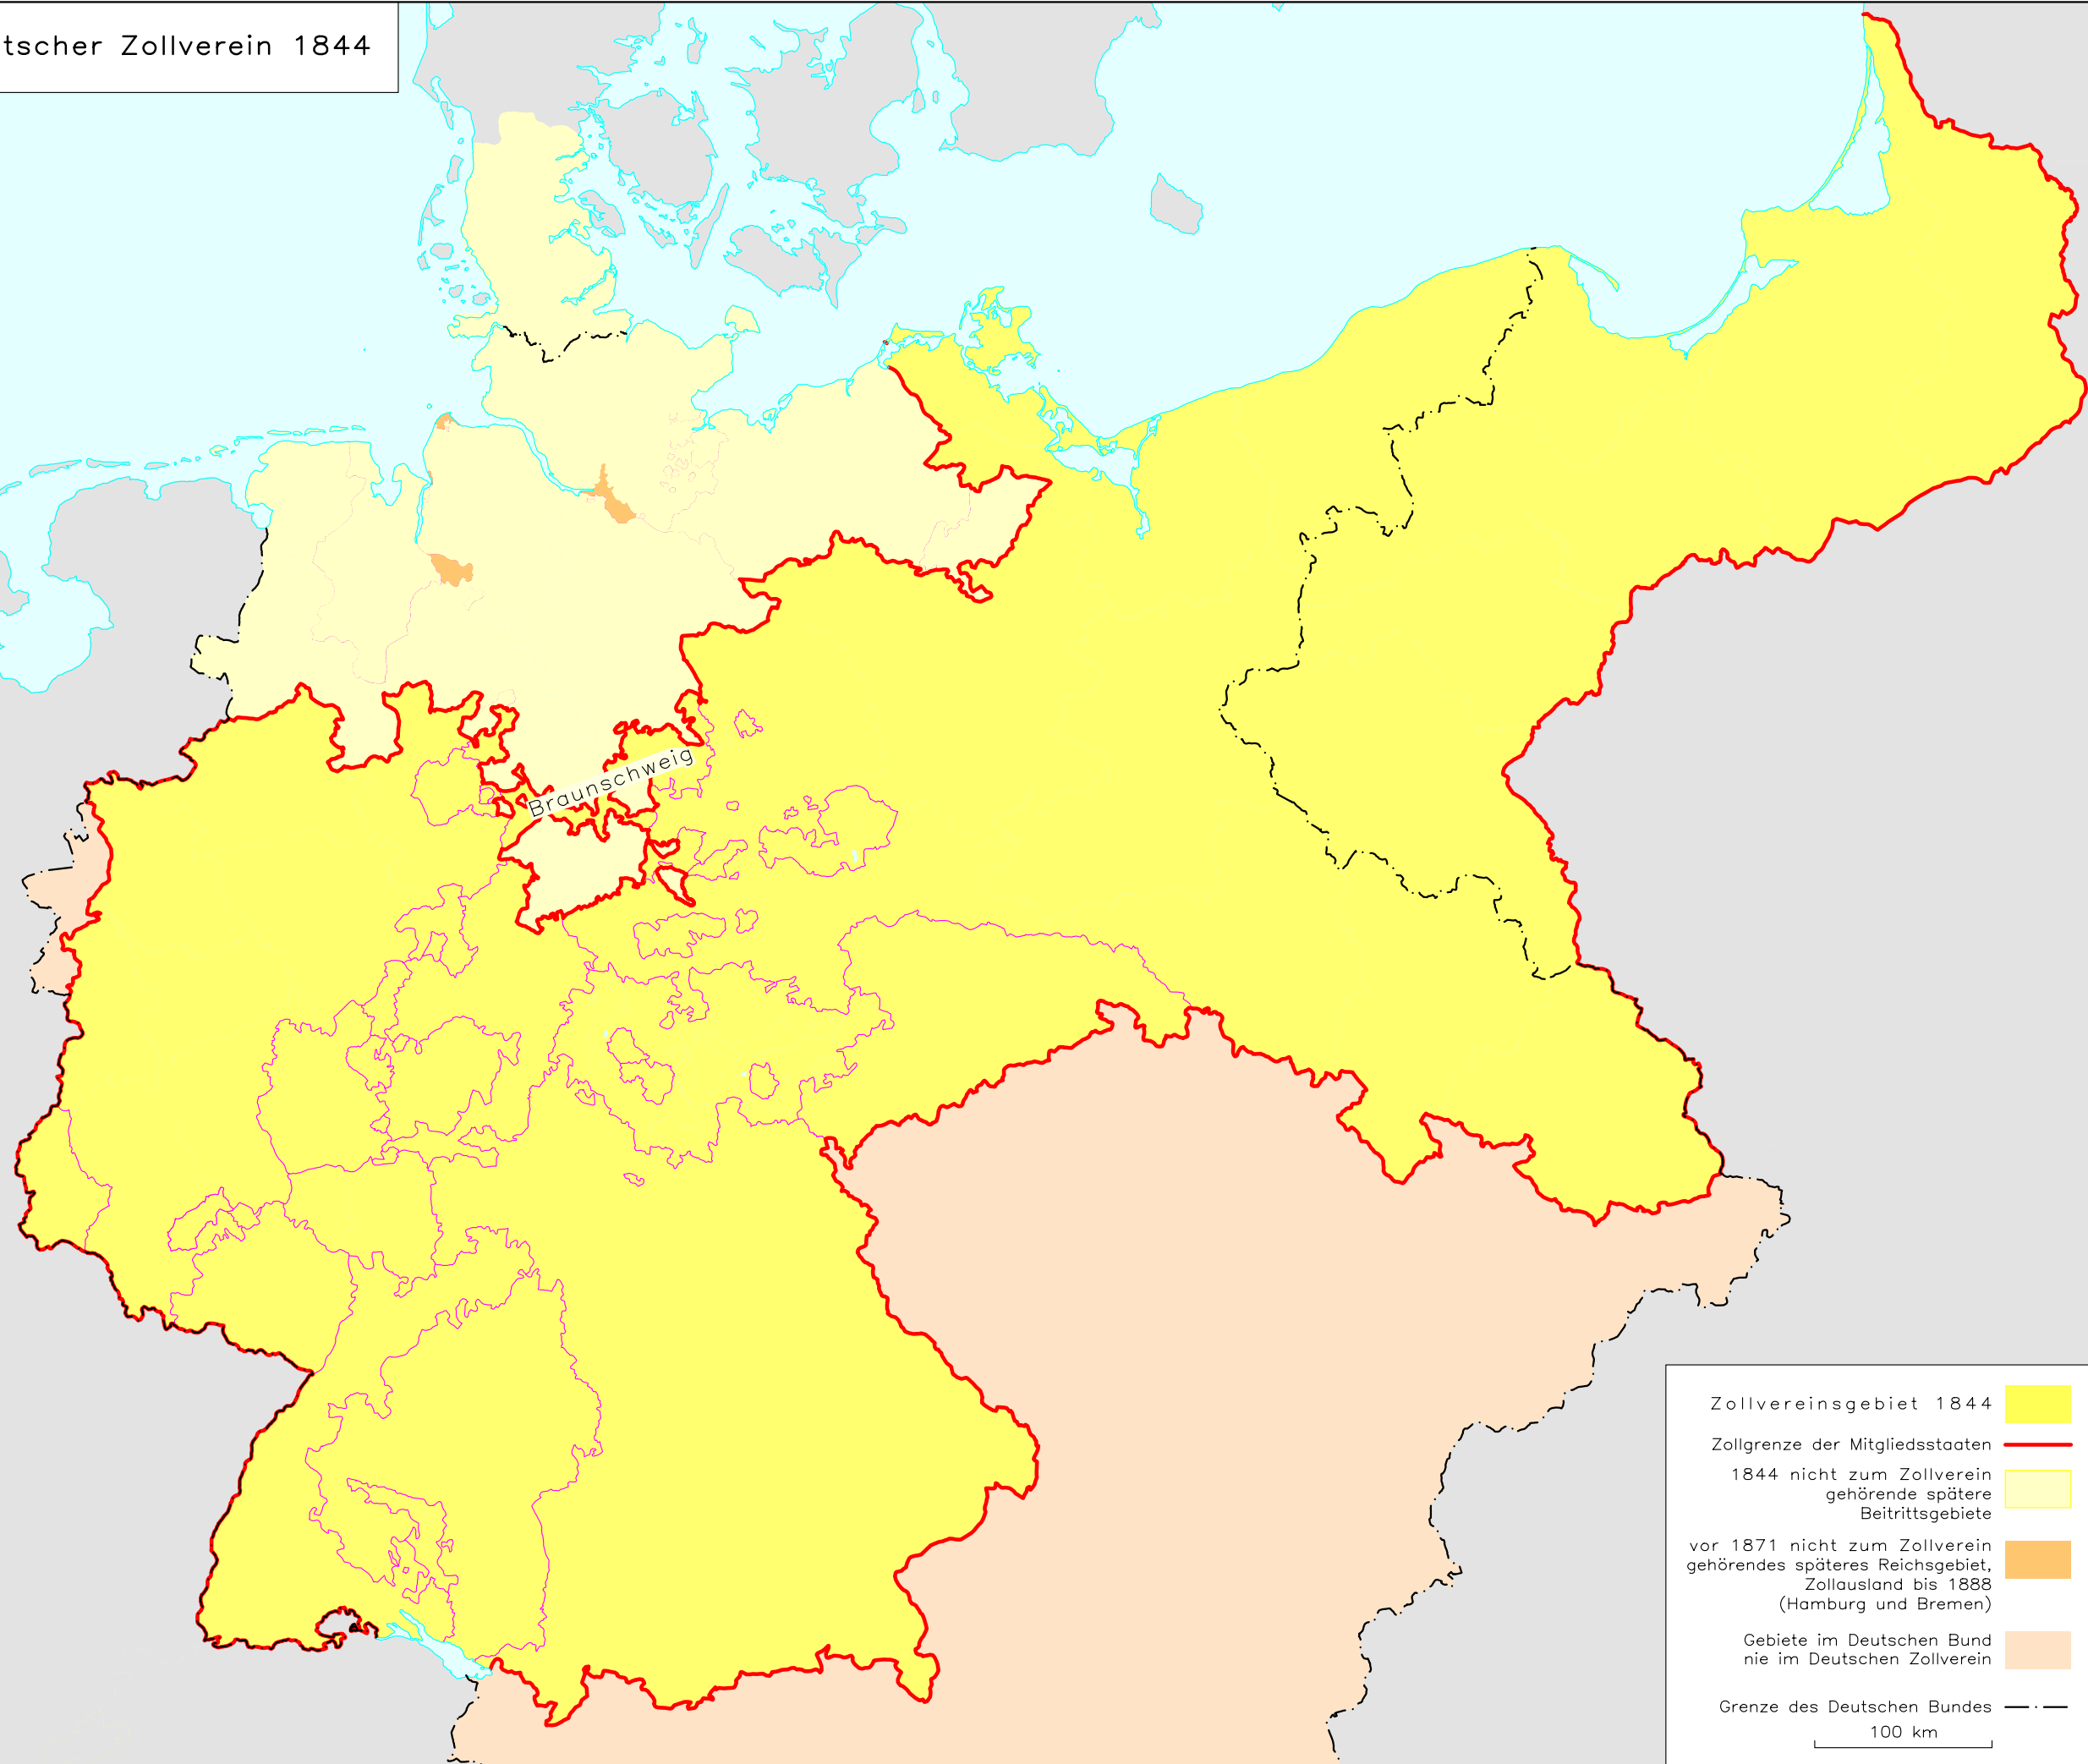 tscher Zollverein 1844
Braunschweig
Zollvereinsgebiet 1844
Zollgrenze der Mitgliedsstaaten
1844 nicht zum Zollverein
gehörende spätere
Beitrittsgebiete
vor 1871 nicht zum Zollverein
gehörendes späteres Reichsgebiet,
Zollausland bis 1888
(Hamburg und Bremen)
Gebiete im Deutschen Bund
nie im Deutschen Zollverein
Grenze des Deutschen Bundes
100 km